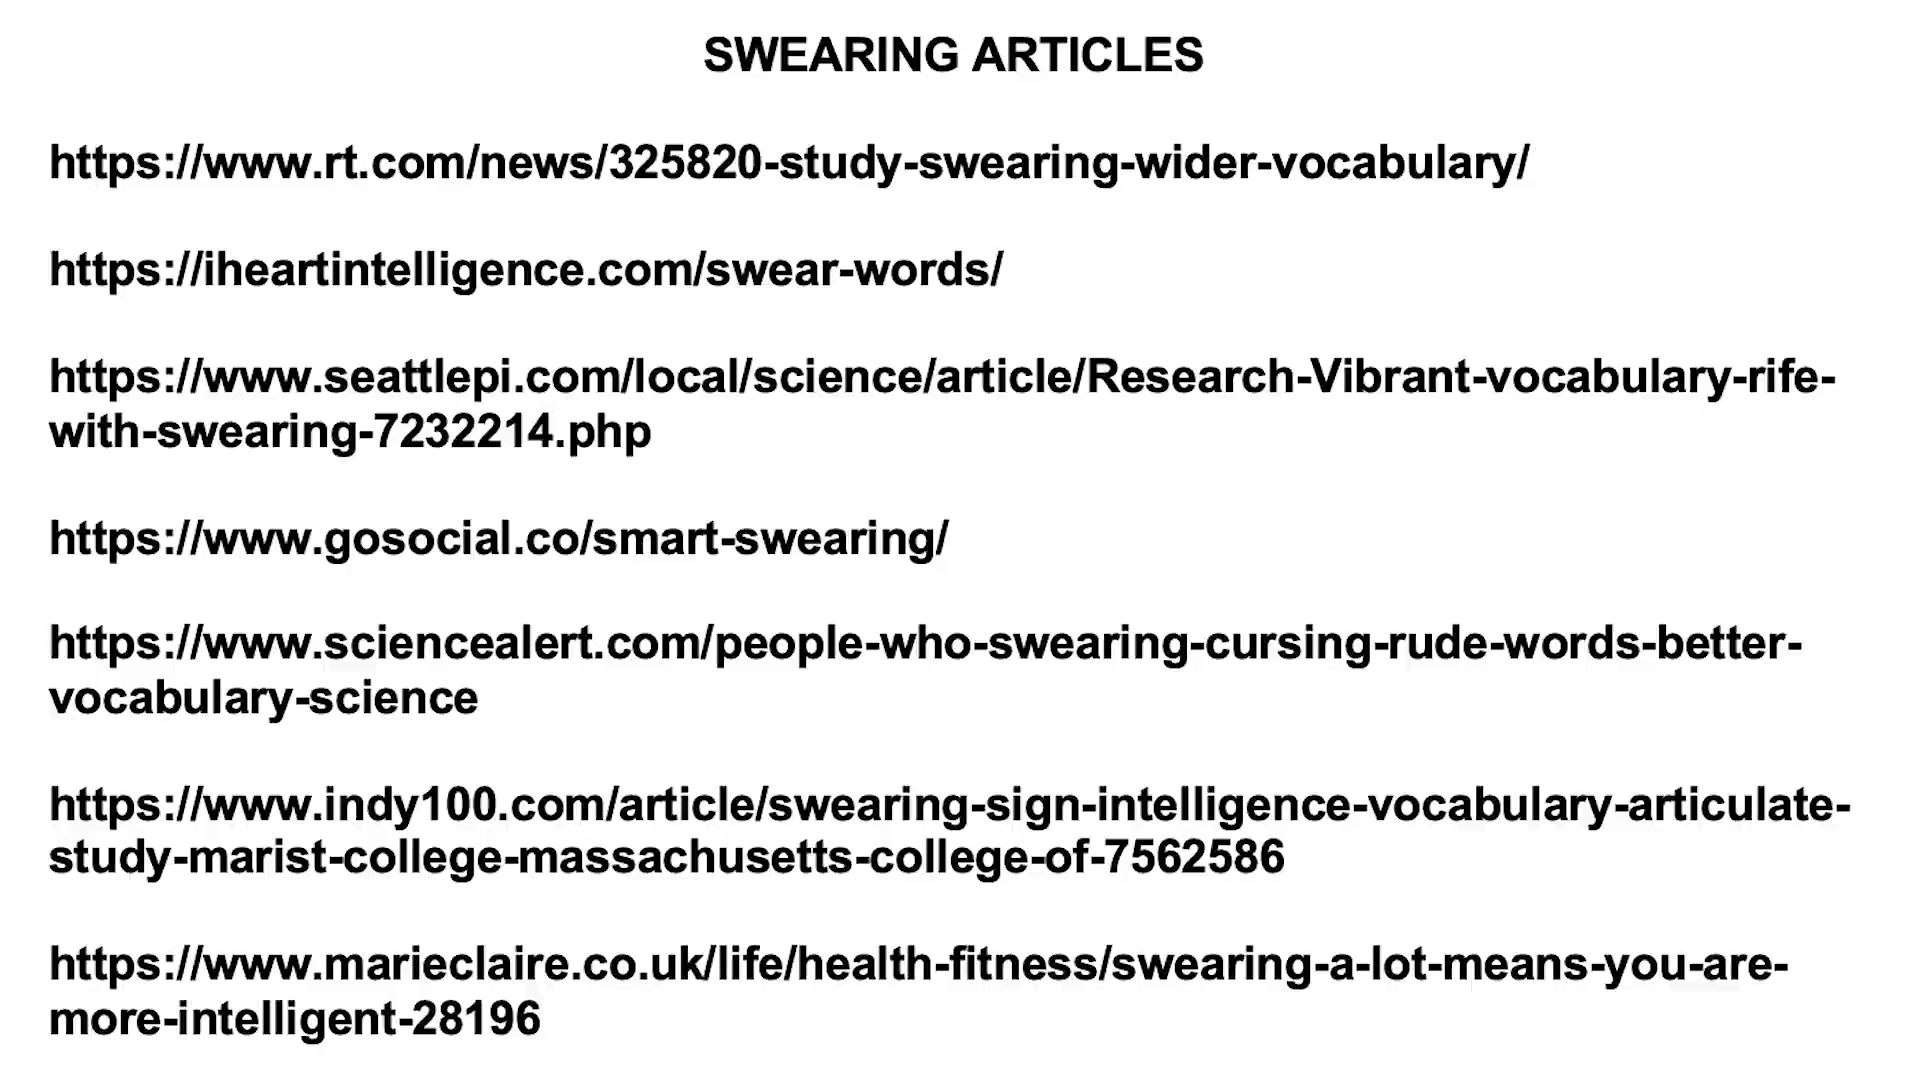 SWEARING ARTICLES
https://www.rt.com/news/325820-study-swearing-wider-vocabulary/
https://iheartintelligence.com/swear-words/
https://www.seattlepi.com/local/science/article/Research-Vibrant-vocabulary-rife-
with-swearing-7232214.php
https://www.gosocial.co/smart-swearing/
https://www.sciencealert.com/people-who-swearing-cursing-rude-words-better-
vocabulary-science
https://www.indy100.com/article/swearing-sign-intelligence-vocabulary-articulate-
study-marist-college-massachusetts-college-of-7562586
https://www.marieclaire.co.uk/life/health-fitness/swearing-a-lot-means-you-are-
more-intelligent-28196